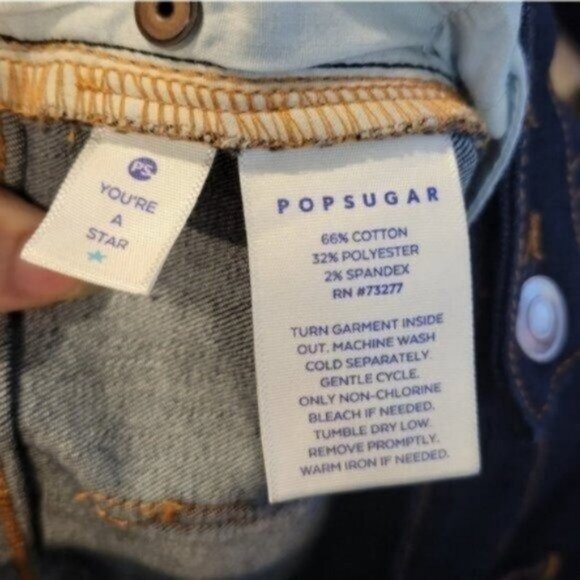 PS
YOU'RE
A
STAR
POPSUGAR
66% COTTON
32% POLYESTER
2% SPANDEX
RN #73277
TURN GARMENT INSIDE
OUT. MACHINE WASH
COLD SEPARATELY.
GENTLE CYCLE.
ONLY NON-CHLORINE
BLEACH IF NEEDED.
TUMBLE DRY LOW.
REMOVE PROMPTLY.
WARM IRON IF NEEDED.